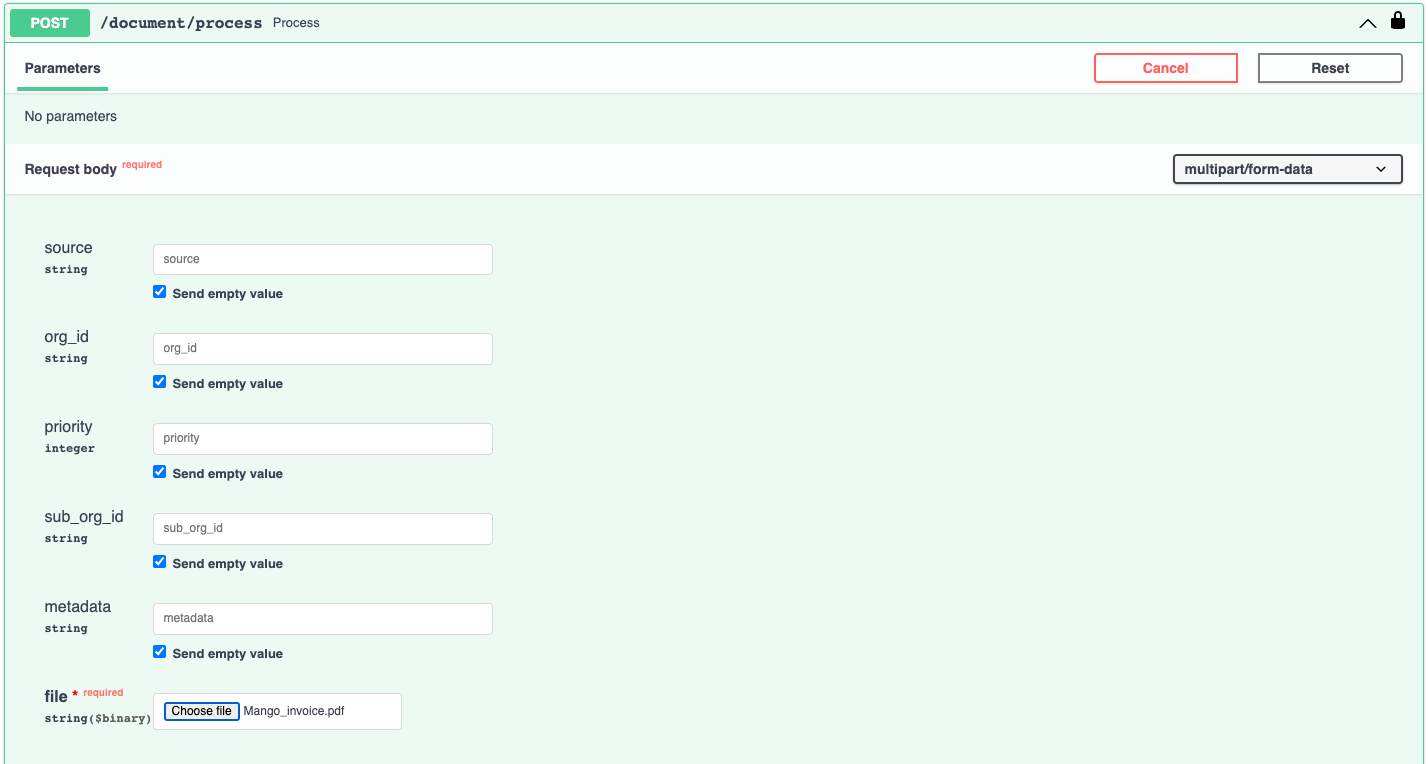 POST /document/process Process
Parameters Cancel Reset
No parameters
Request body required multipart/form-data
source
string
source
Send empty value
org_id
string
org_id
Send empty value
priority
integer
priority
Send empty value
sub_org_id
string
sub_org_id
Send empty value
metadata
string
metadata
Send empty value
file * required
string($binary)
Choose file Mango_invoice.pdf